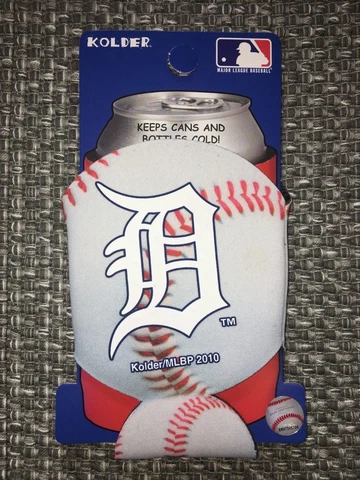 KOLDER
MAJOR LEAGUE BASEBALL
KEEPS CANS AND
BOTTLES COLD!
D
TM
Kolder/MLBP 2010